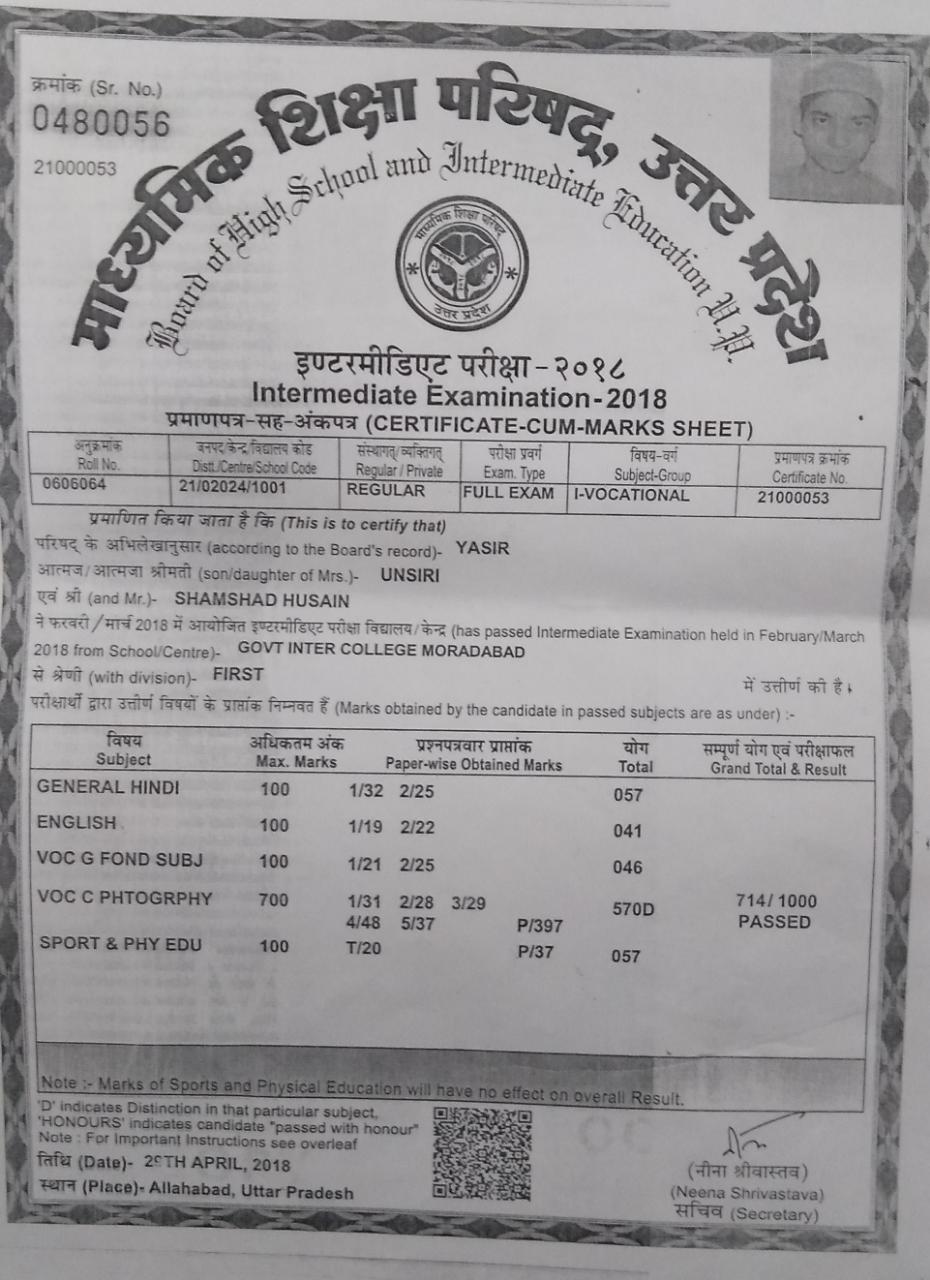 क्रमांक (Sr. No.)
0480056
21000053
माध्यमिक शिक्षा परिषद्, उत्तर प्रदेश
Board of High School and Intermediate Education U.P.
माध्यमिक शिक्षा परिषद्
उत्तर प्रदेश
इण्टरमीडिएट परीक्षा - २०१८
Intermediate Examination - 2018
प्रमाणपत्र-सह-अंकपत्र (CERTIFICATE-CUM-MARKS SHEET)
अनुक्रमांक जनपद/केन्द्र/विद्यालय कोड संस्थागत/व्यक्तिगत परीक्षा प्रवर्ग विषय-वर्ग प्रमाणपत्र क्रमांक
Roll No. Distt./Centre/School Code Regular / Private Exam. Type Subject-Group Certificate No.
0606064 21/02024/1001 REGULAR FULL EXAM I-VOCATIONAL 21000053
प्रमाणित किया जाता है कि (This is to certify that)
परिषद् के अभिलेखानुसार (according to the Board's record)- YASIR
आत्मज/आत्मजा श्रीमती (son/daughter of Mrs.)- UNSIRI
एवं श्री (and Mr.)- SHAMSHAD HUSAIN
ने फरवरी/मार्च 2018 में आयोजित इण्टरमीडिएट परीक्षा विद्यालय/केन्द्र (has passed Intermediate Examination held in February/March
2018 from School/Centre)- GOVT INTER COLLEGE MORADABAD
से श्रेणी (with division)- FIRST में उत्तीर्ण की है।
परीक्षार्थी द्वारा उत्तीर्ण विषयों के प्राप्तांक निम्नवत हैं (Marks obtained by the candidate in passed subjects are as under) :-
विषय अधिकतम अंक प्रश्नपत्रवार प्राप्तांक योग सम्पूर्ण योग एवं परीक्षाफल
Subject Max. Marks Paper-wise Obtained Marks Total Grand Total & Result
GENERAL HINDI 100 1/32 2/25 057
ENGLISH 100 1/19 2/22 041
VOC G FOND SUBJ 100 1/21 2/25 046
VOC C PHTOGRPHY 700 1/31 2/28 3/29 570D 714/1000
4/48 5/37 P/397 PASSED
SPORT & PHY EDU 100 T/20 P/37 057
Note :- Marks of Sports and Physical Education will have no effect on overall Result.
'D' indicates Distinction in that particular subject.
'HONOURS' indicates candidate "passed with honour"
Note : For Important Instructions see overleaf
तिथि (Date)- 29TH APRIL, 2018
स्थान (Place)- Allahabad, Uttar Pradesh
(नीना श्रीवास्तव)
(Neena Shrivastava)
सचिव (Secretary)